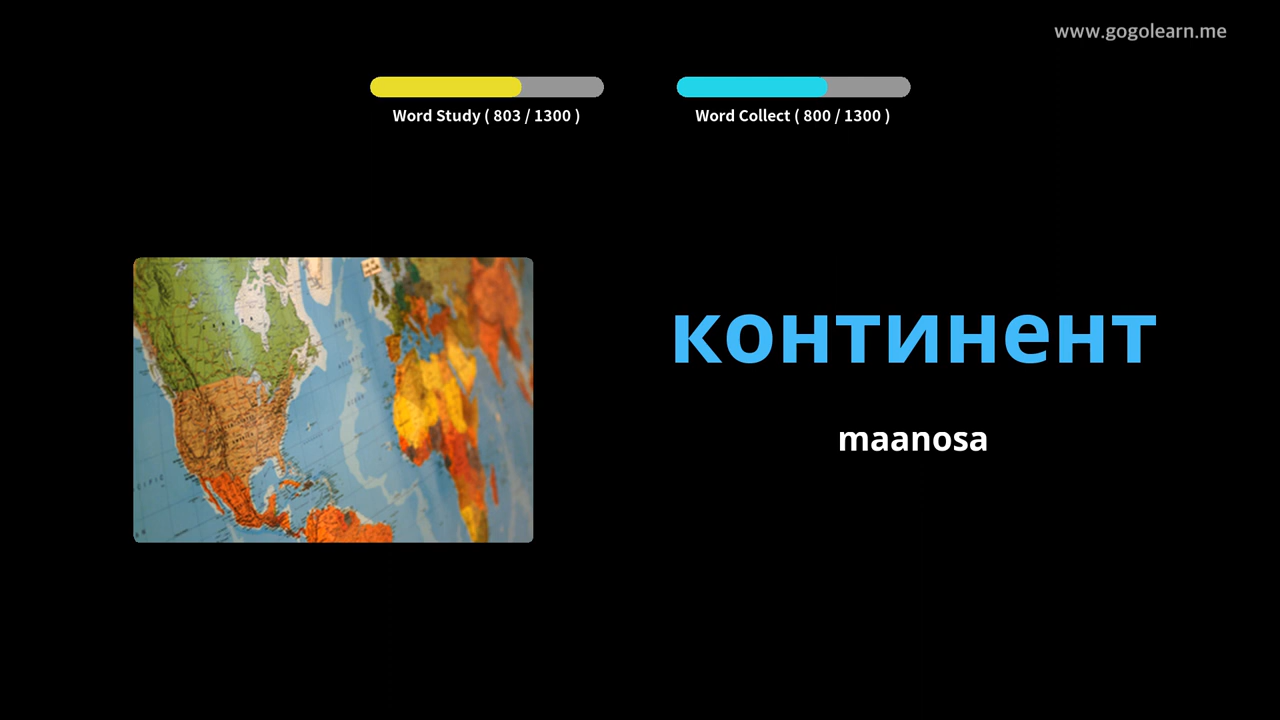 www.gogolearn.me
Word Study ( 803 / 1300 )
Word Collect ( 800 / 1300 )
континент
maanosa